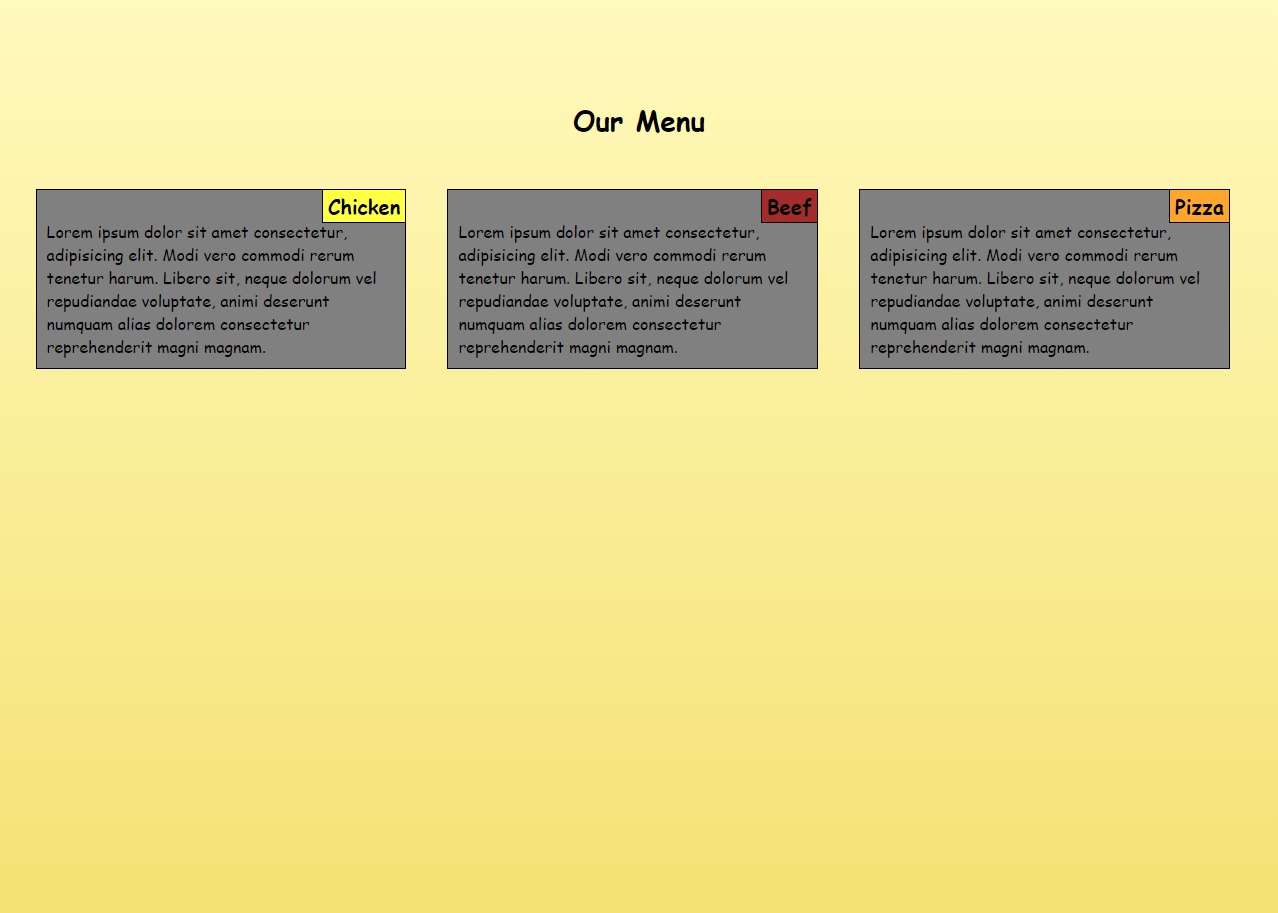 Our Menu
Chicken
Lorem ipsum dolor sit amet consectetur,
adipisicing elit. Modi vero commodi rerum
tenetur harum. Libero sit, neque dolorum vel
repudiandae voluptate, animi deserunt
numquam alias dolorem consectetur
reprehenderit magni magnam.
Beef
Lorem ipsum dolor sit amet consectetur,
adipisicing elit. Modi vero commodi rerum
tenetur harum. Libero sit, neque dolorum vel
repudiandae voluptate, animi deserunt
numquam alias dolorem consectetur
reprehenderit magni magnam.
Pizza
Lorem ipsum dolor sit amet consectetur,
adipisicing elit. Modi vero commodi rerum
tenetur harum. Libero sit, neque dolorum vel
repudiandae voluptate, animi deserunt
numquam alias dolorem consectetur
reprehenderit magni magnam.